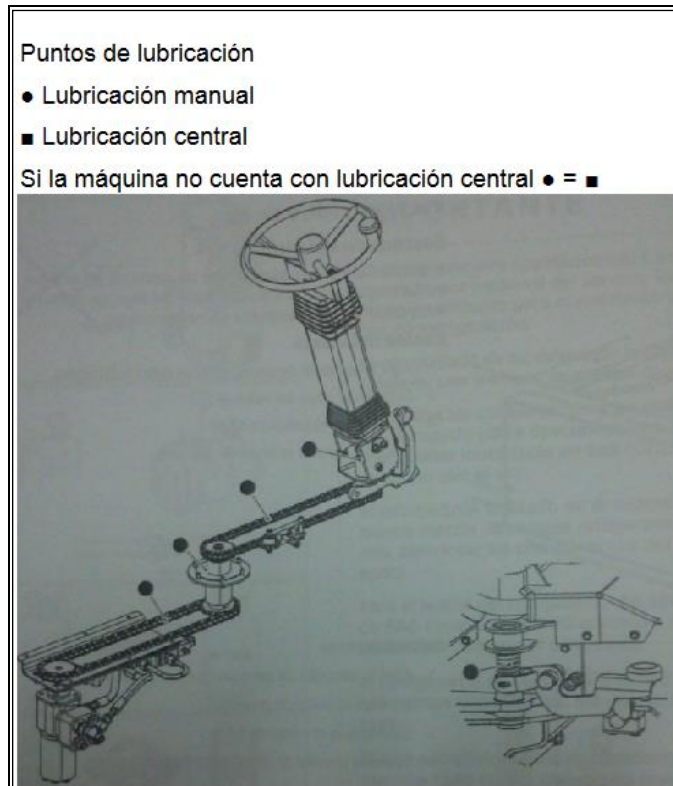 Puntos de lubricación
● Lubricación manual
■ Lubricación central
Si la máquina no cuenta con lubricación central ● = ■